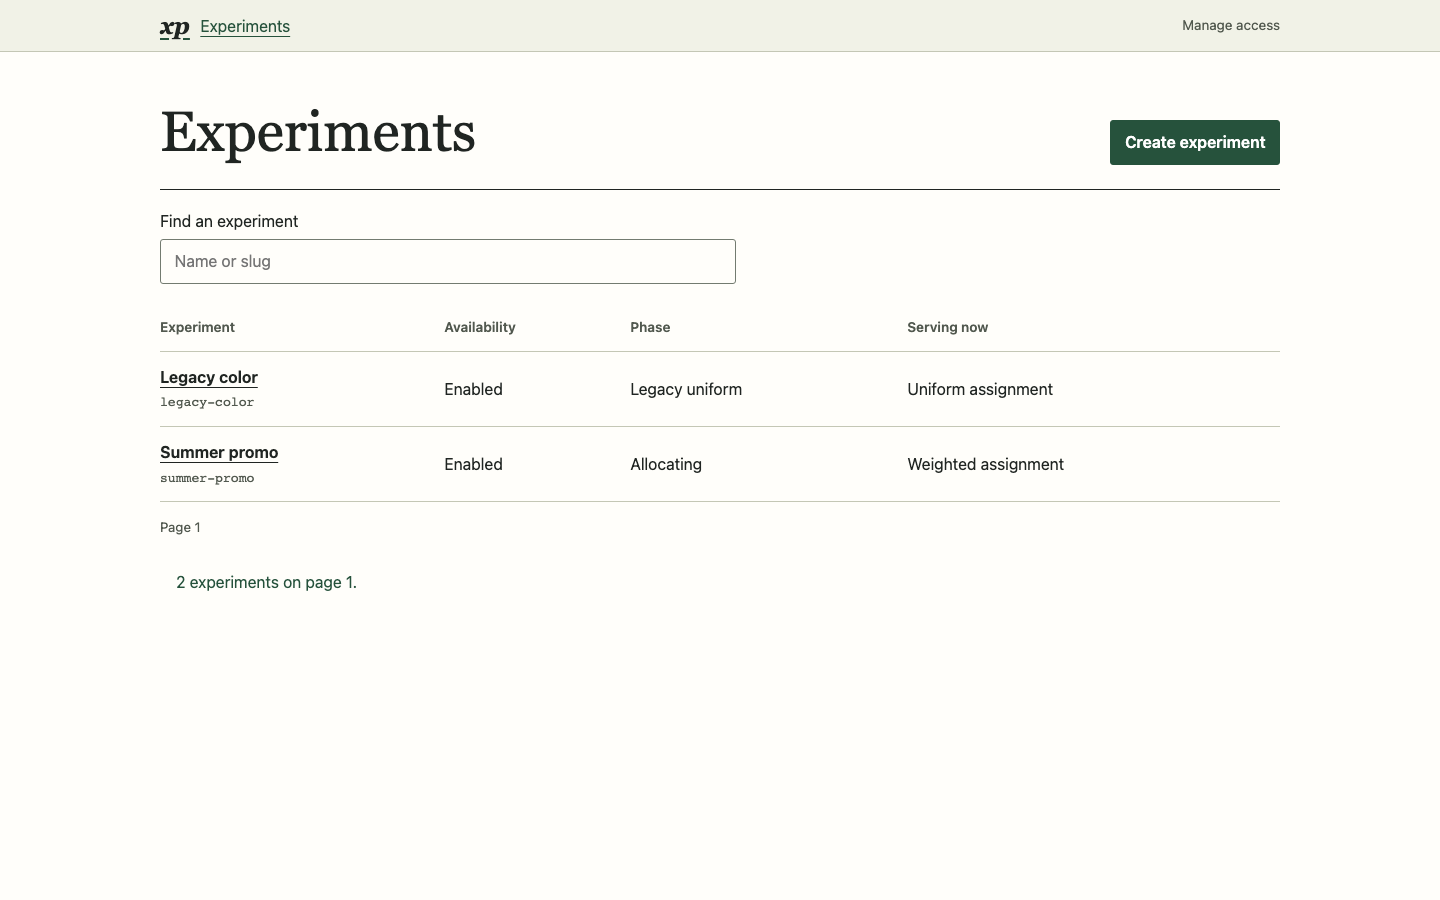 xp Experiments Manage access
Experiments
Create experiment
Find an experiment
Name or slug
Experiment Availability Phase Serving now
Legacy color
legacy-color
Enabled Legacy uniform Uniform assignment
Summer promo
summer-promo
Enabled Allocating Weighted assignment
Page 1
2 experiments on page 1.